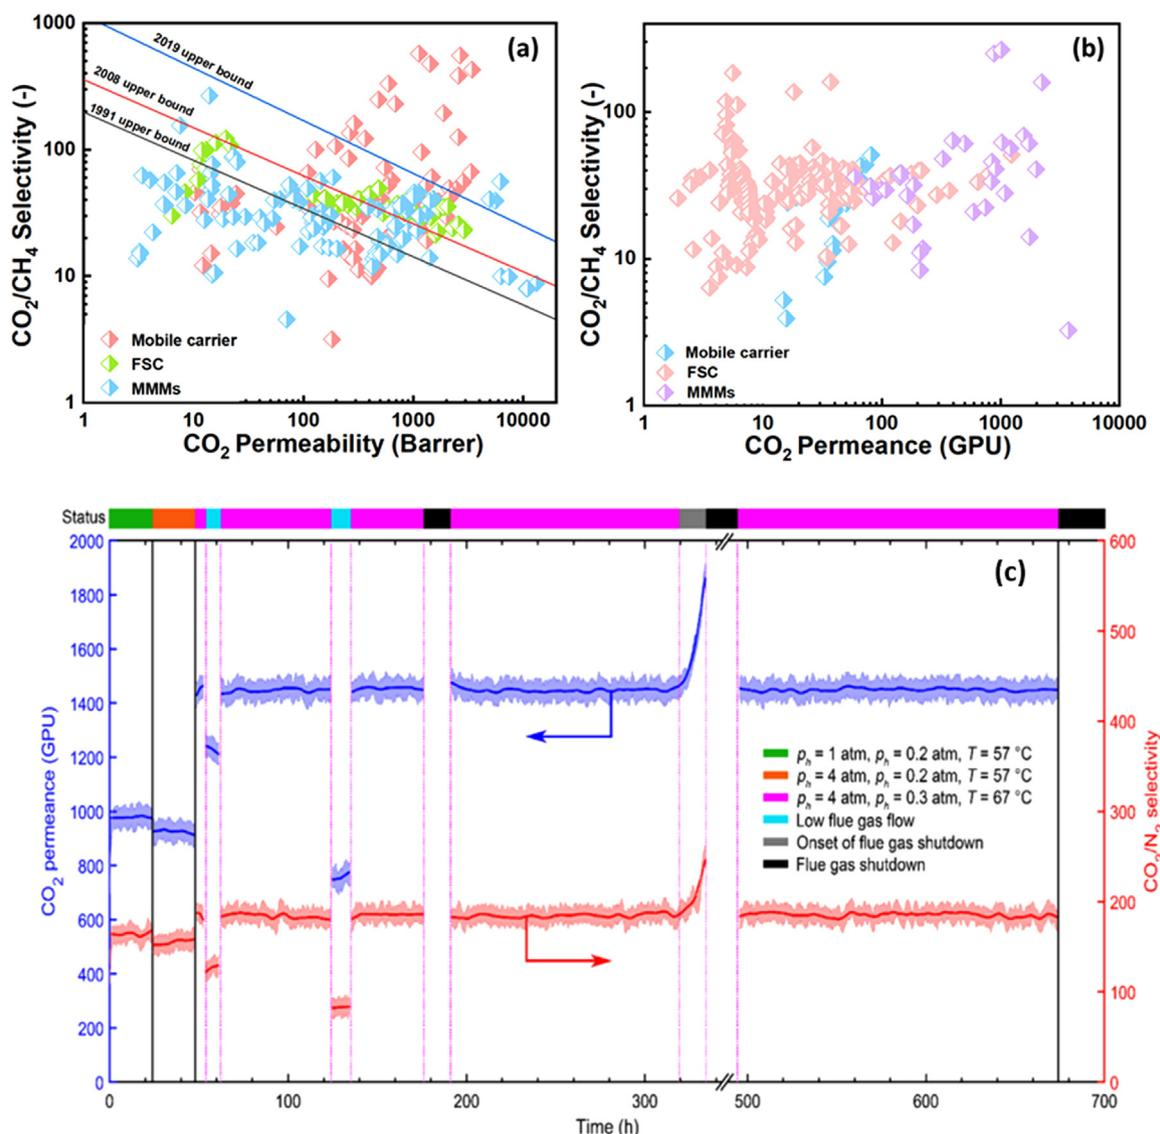 (a)
CO2/CH4 Selectivity (-)
1000
100
10
1
2019 upper bound
2008 upper bound
1991 upper bound
Mobile carrier
FSC
MMMs
1 10 100 1000 10000
CO2 Permeability (Barrer)
(b)
CO2/CH4 Selectivity (-)
100
10
1
Mobile carrier
FSC
MMMs
1 10 100 1000 10000
CO2 Permeance (GPU)
Status
(c)
CO2 permeance (GPU)
2000
1800
1600
1400
1200
1000
800
600
400
200
0
600
500
400
300
200
100
0
CO2/N2 selectivity
ph = 1 atm, ph = 0.2 atm, T = 57 °C
ph = 4 atm, ph = 0.2 atm, T = 57 °C
ph = 4 atm, ph = 0.3 atm, T = 67 °C
Low flue gas flow
Onset of flue gas shutdown
Flue gas shutdown
0 100 200 300 500 600 700
Time (h)